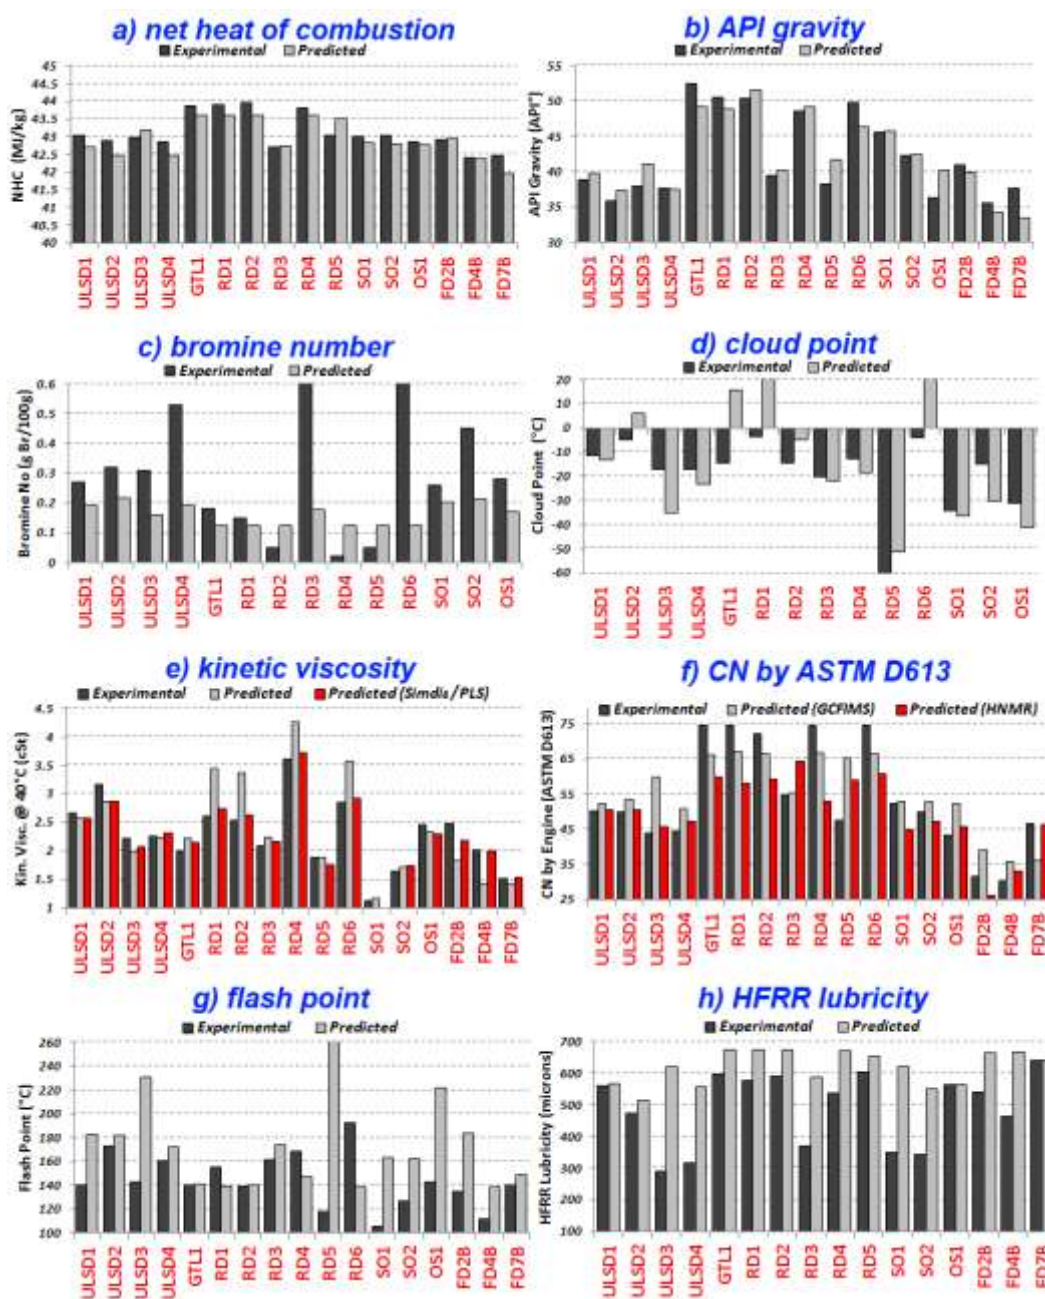 a) net heat of combustion
Experimental Predicted
NHC (MJ/kg)
45
44.5
44
43.5
43
42.5
42
41.5
41
40.5
40
ULSD1 ULSD2 ULSD3 ULSD4 GTL1 RD1 RD2 RD3 RD4 RD5 SO1 SO2 OS1 FD2B FD4B FD7B
b) API gravity
Experimental Predicted
API Gravity (API°)
55
50
45
40
35
30
ULSD1 ULSD2 ULSD3 ULSD4 GTL1 RD1 RD2 RD3 RD4 RD5 RD6 SO1 SO2 OS1 FD2B FD4B FD7B
c) bromine number
Experimental Predicted
Bromine No (g Br/100g)
0.6
0.5
0.4
0.3
0.2
0.1
0
ULSD1 ULSD2 ULSD3 ULSD4 GTL1 RD1 RD2 RD3 RD4 RD5 RD6 SO1 SO2 OS1
d) cloud point
Experimental Predicted
Cloud Point (°C)
20
10
0
-10
-20
-30
-40
-50
-60
ULSD1 ULSD2 ULSD3 ULSD4 GTL1 RD1 RD2 RD3 RD4 RD5 RD6 SO1 SO2 OS1
e) kinetic viscosity
Experimental Predicted Predicted (Simdis/PLS)
Kin. Visc. @ 40°C (cSt)
4.5
4
3.5
3
2.5
2
1.5
1
ULSD1 ULSD2 ULSD3 ULSD4 GTL1 RD1 RD2 RD3 RD4 RD5 RD6 SO1 SO2 OS1 FD2B FD4B FD7B
f) CN by ASTM D613
Experimental Predicted (GCFIMS) Predicted (HNMR)
CN by Engine (ASTM D613)
75
65
55
45
35
25
ULSD1 ULSD2 ULSD3 ULSD4 GTL1 RD1 RD2 RD3 RD4 RD5 RD6 SO1 SO2 OS1 FD2B FD4B FD7B
g) flash point
Experimental Predicted
Flash Point (°C)
260
240
220
200
180
160
140
120
100
ULSD1 ULSD2 ULSD3 ULSD4 GTL1 RD1 RD2 RD3 RD4 RD5 RD6 SO1 SO2 OS1 FD2B FD4B FD7B
h) HFRR lubricity
Experimental Predicted
HFRR Lubricity (microns)
700
600
500
400
300
200
100
ULSD1 ULSD2 ULSD3 ULSD4 GTL1 RD1 RD2 RD3 RD4 RD5 SO1 SO2 OS1 FD2B FD4B FD7B